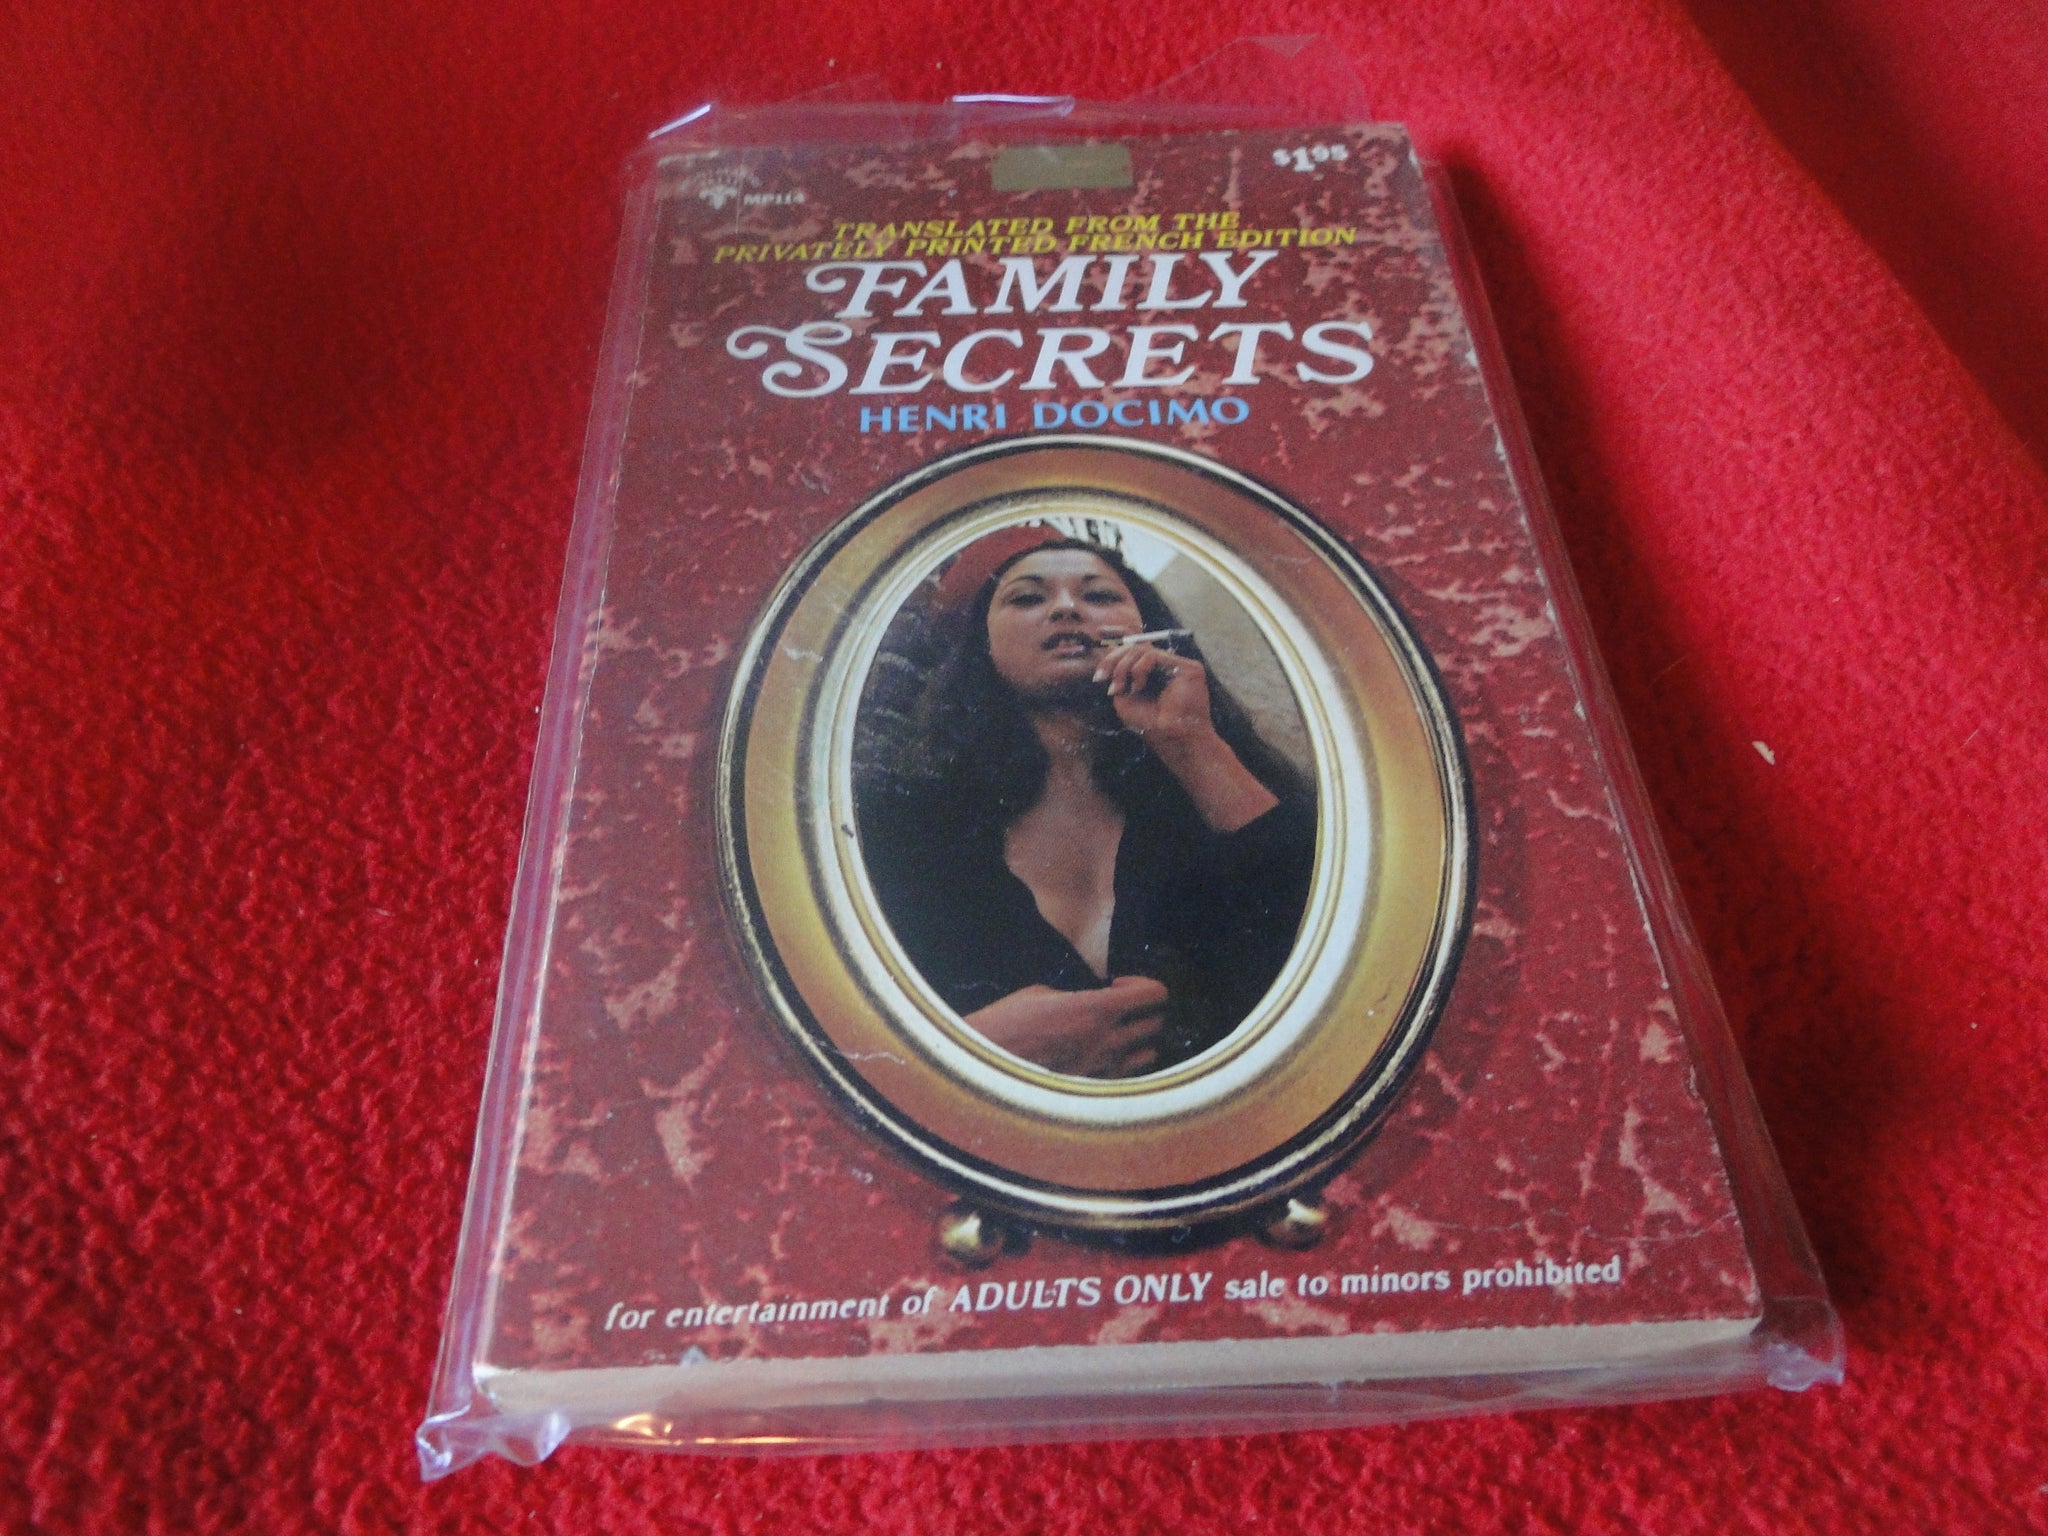 MP114
$1.95
TRANSLATED FROM THE
PRIVATELY PRINTED FRENCH EDITION
FAMILY
SECRETS
HENRI DOCIMO
for entertainment of ADULTS ONLY sale to minors prohibited